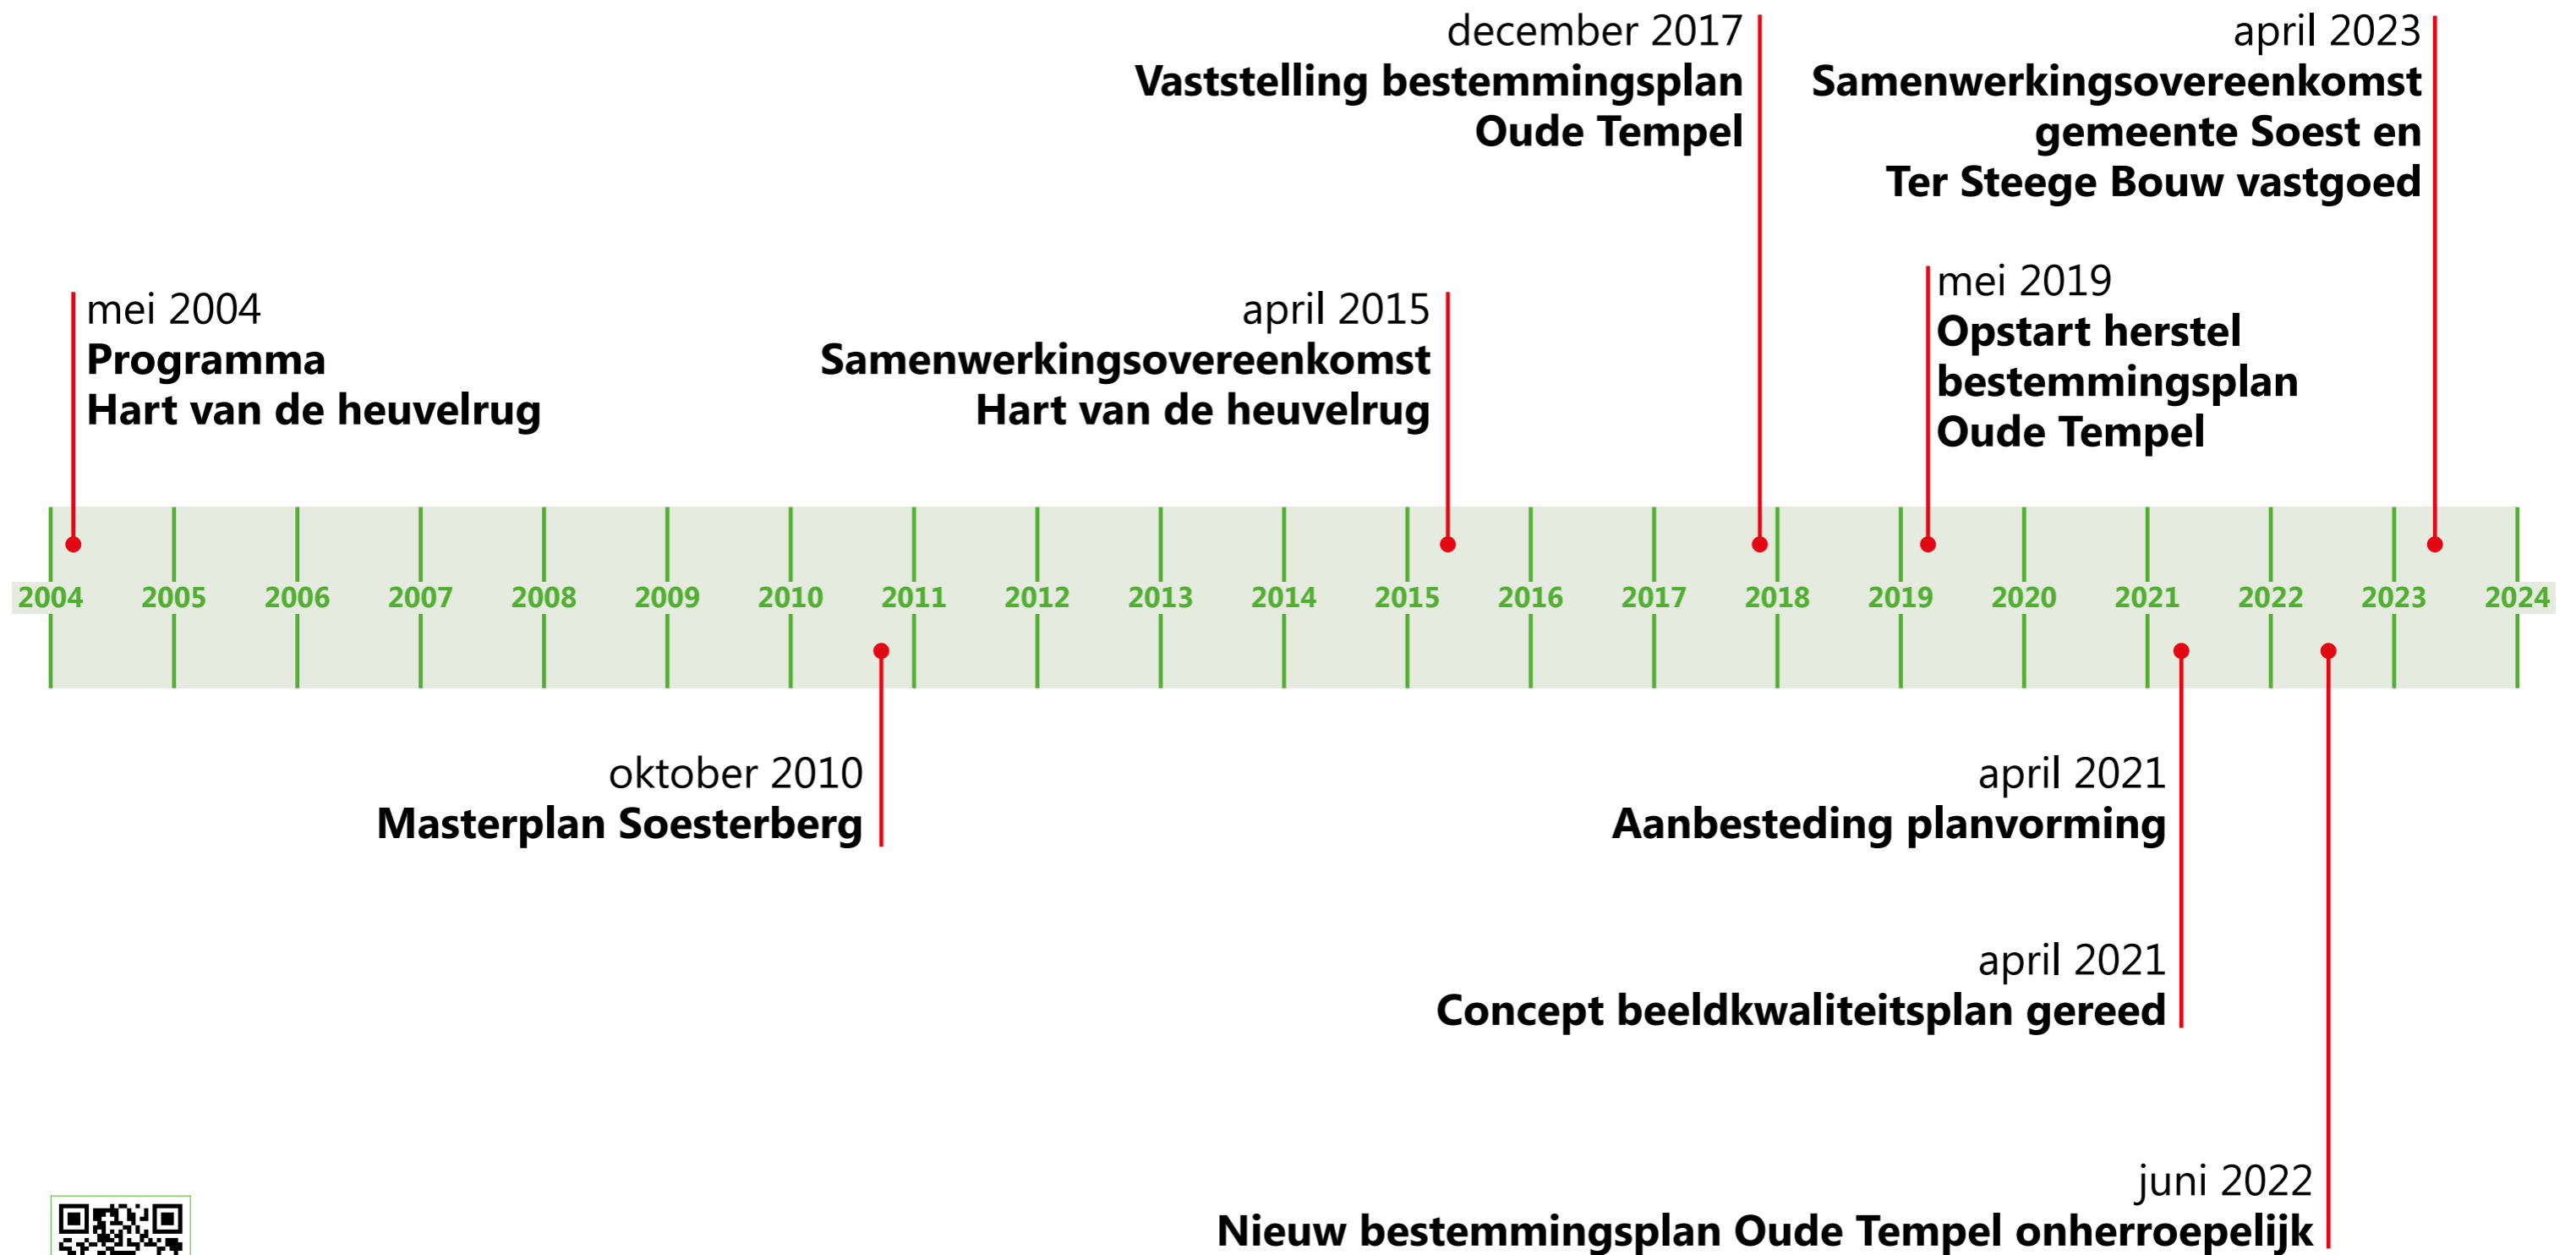 december 2017
Vaststelling bestemmingsplan
Oude Tempel
april 2023
Samenwerkingsovereenkomst
gemeente Soest en
Ter Steege Bouw vastgoed
mei 2004
Programma
Hart van de heuvelrug
april 2015
Samenwerkingsovereenkomst
Hart van de heuvelrug
mei 2019
Opstart herstel
bestemmingsplan
Oude Tempel
2004 2005 2006 2007 2008 2009 2010 2011 2012 2013 2014 2015 2016 2017 2018 2019 2020 2021 2022 2023 2024
oktober 2010
Masterplan Soesterberg
april 2021
Aanbesteding planvorming
april 2021
Concept beeldkwaliteitsplan gereed
juni 2022
Nieuw bestemmingsplan Oude Tempel onherroepelijk